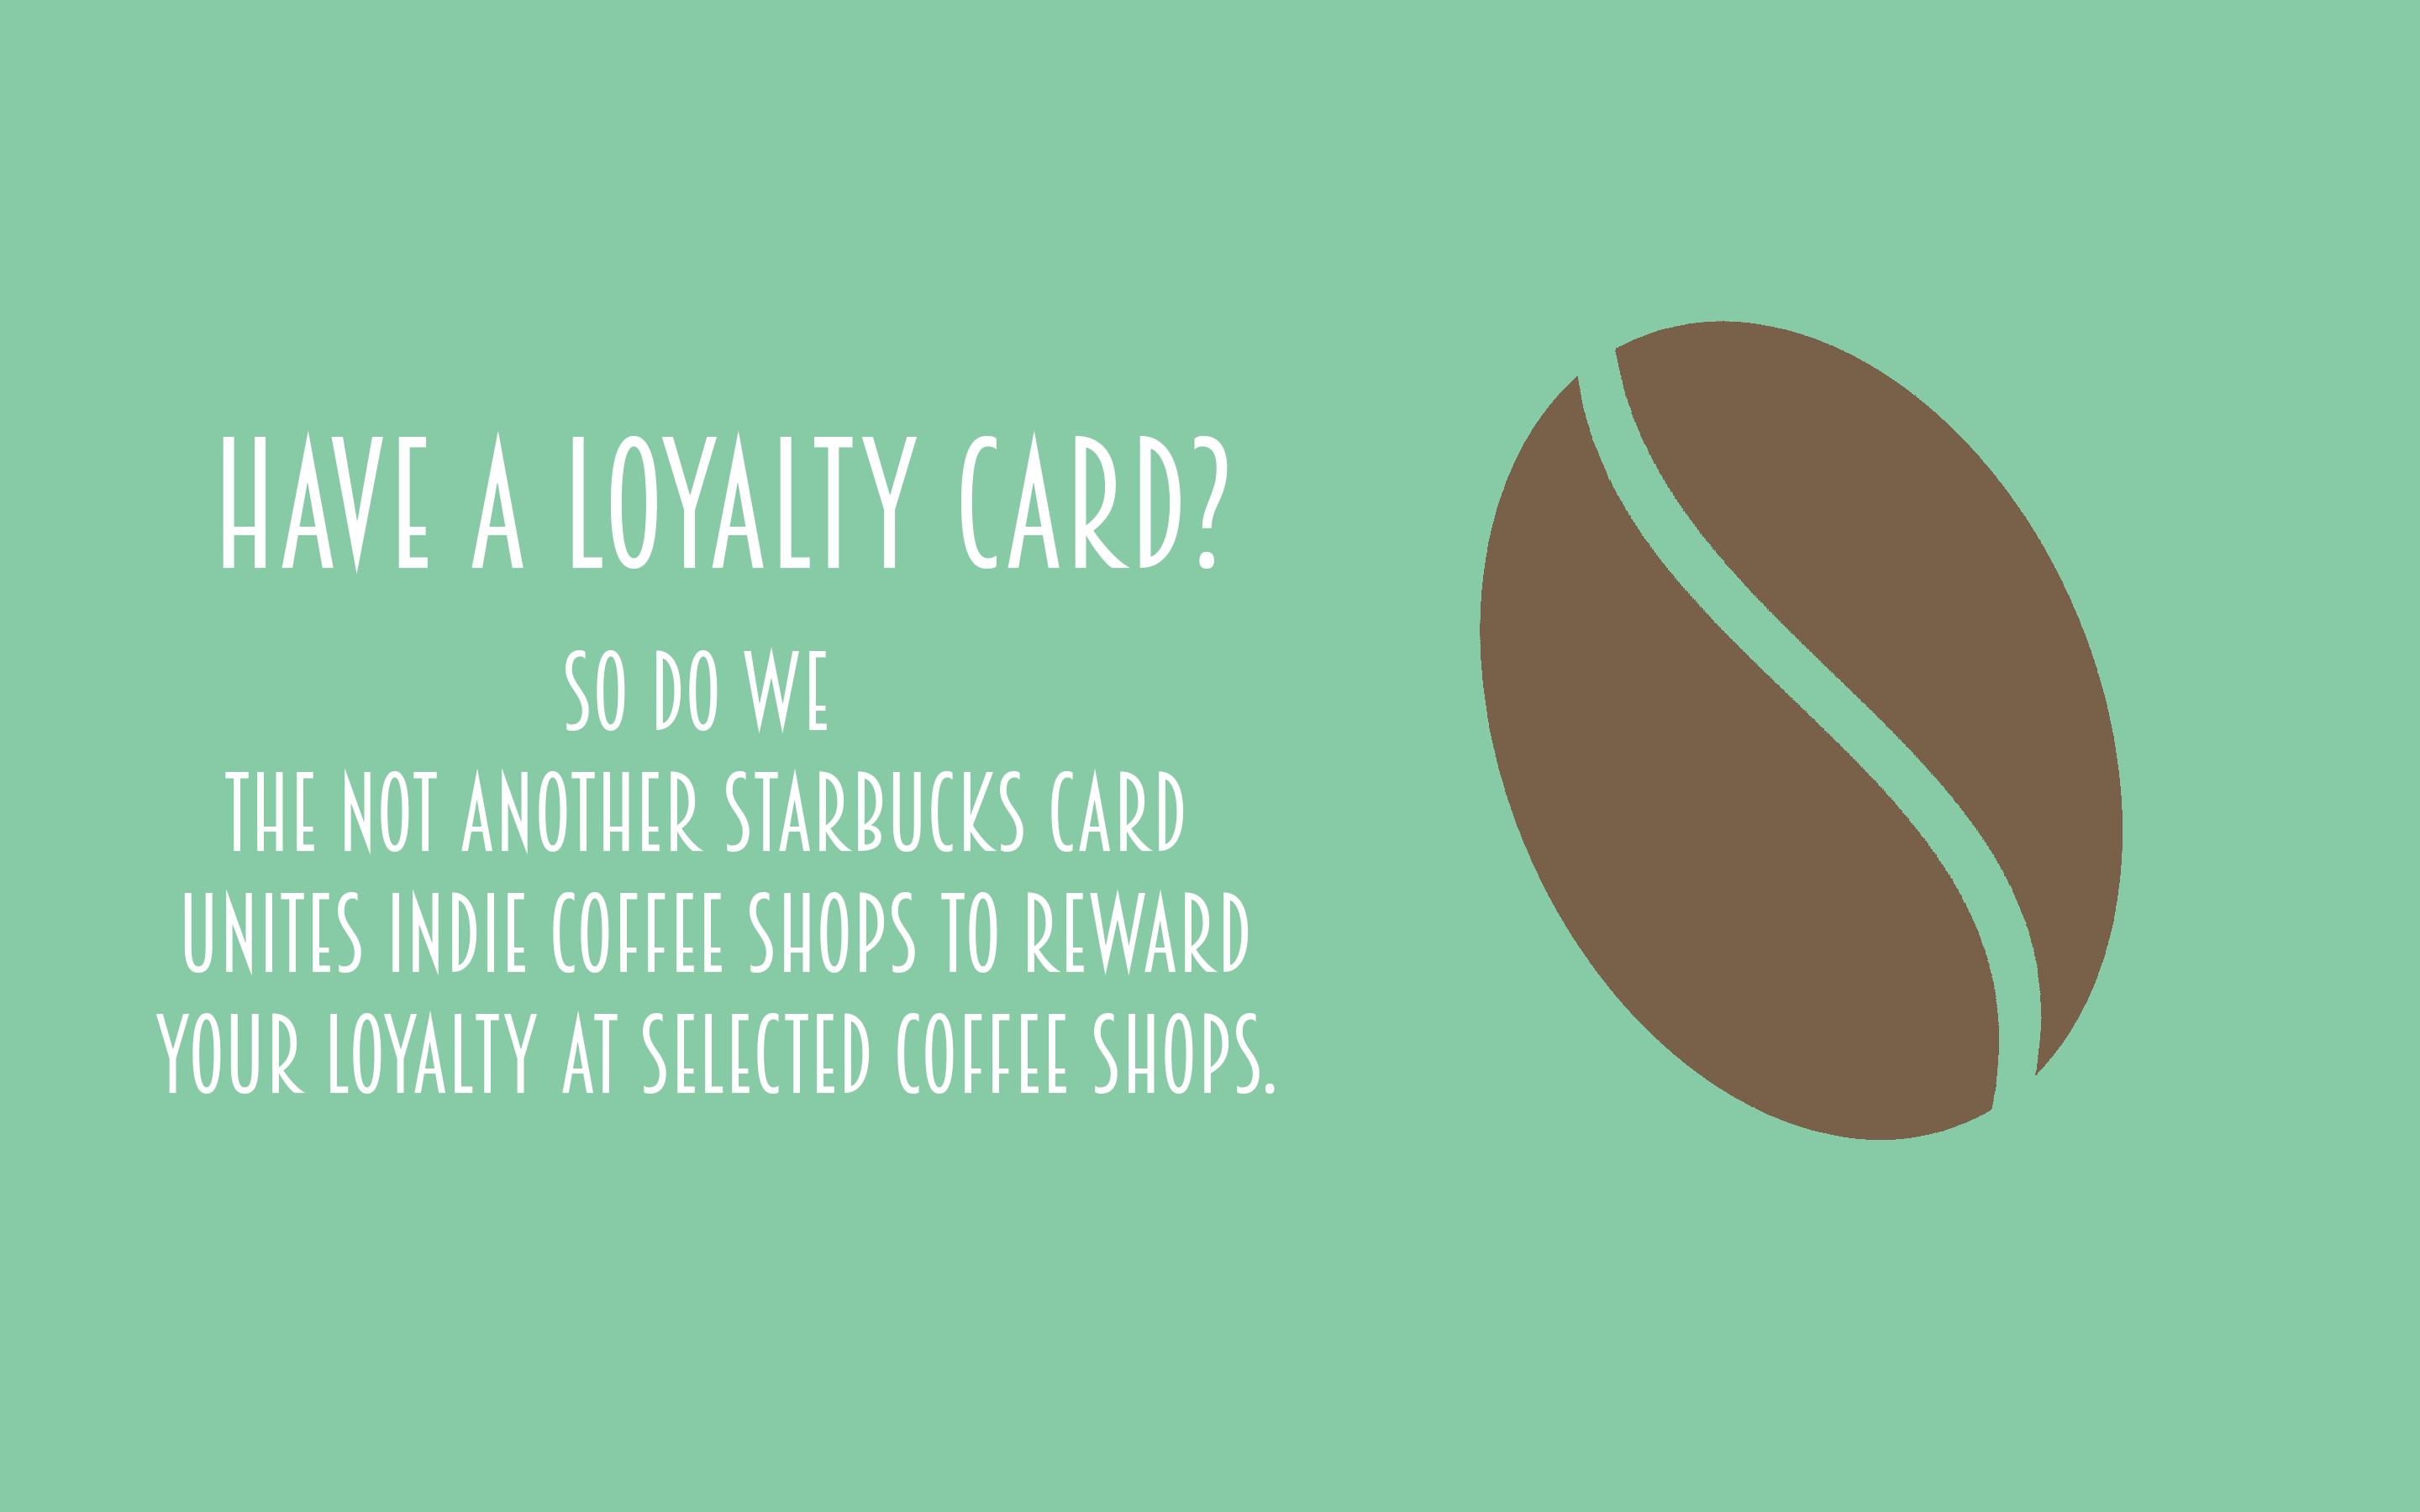 HAVE A LOYALTY CARD?
SO DO WE
THE NOT ANOTHER STARBUCKS CARD
UNITES INDIE COFFEE SHOPS TO REWARD
YOUR LOYALTY AT SELECTED COFFEE SHOPS.